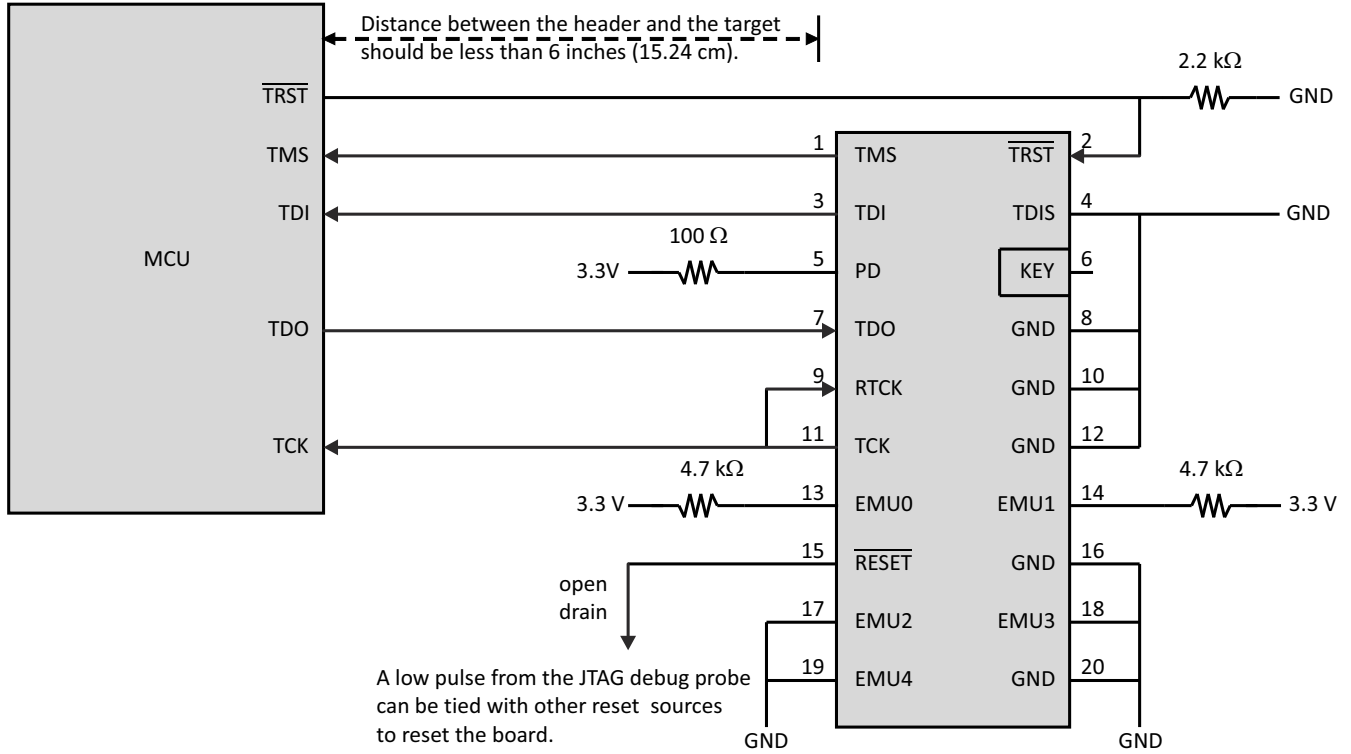 Distance between the header and the target
should be less than 6 inches (15.24 cm).
2.2 kΩ
TRST
GND
1
TMS
TRST
2
TMS
3
TDI
TDIS
4
GND
TDI
100 Ω
MCU
3.3V
5
PD
KEY
6
TDO
7
TDO
GND
8
9
RTCK
GND
10
TCK
11
TCK
GND
12
4.7 kΩ
4.7 kΩ
3.3 V
13
EMU0
EMU1
14
3.3 V
15
RESET
GND
16
open
drain
17
EMU2
EMU3
18
19
EMU4
GND
20
A low pulse from the JTAG debug probe
can be tied with other reset sources
to reset the board.
GND
GND